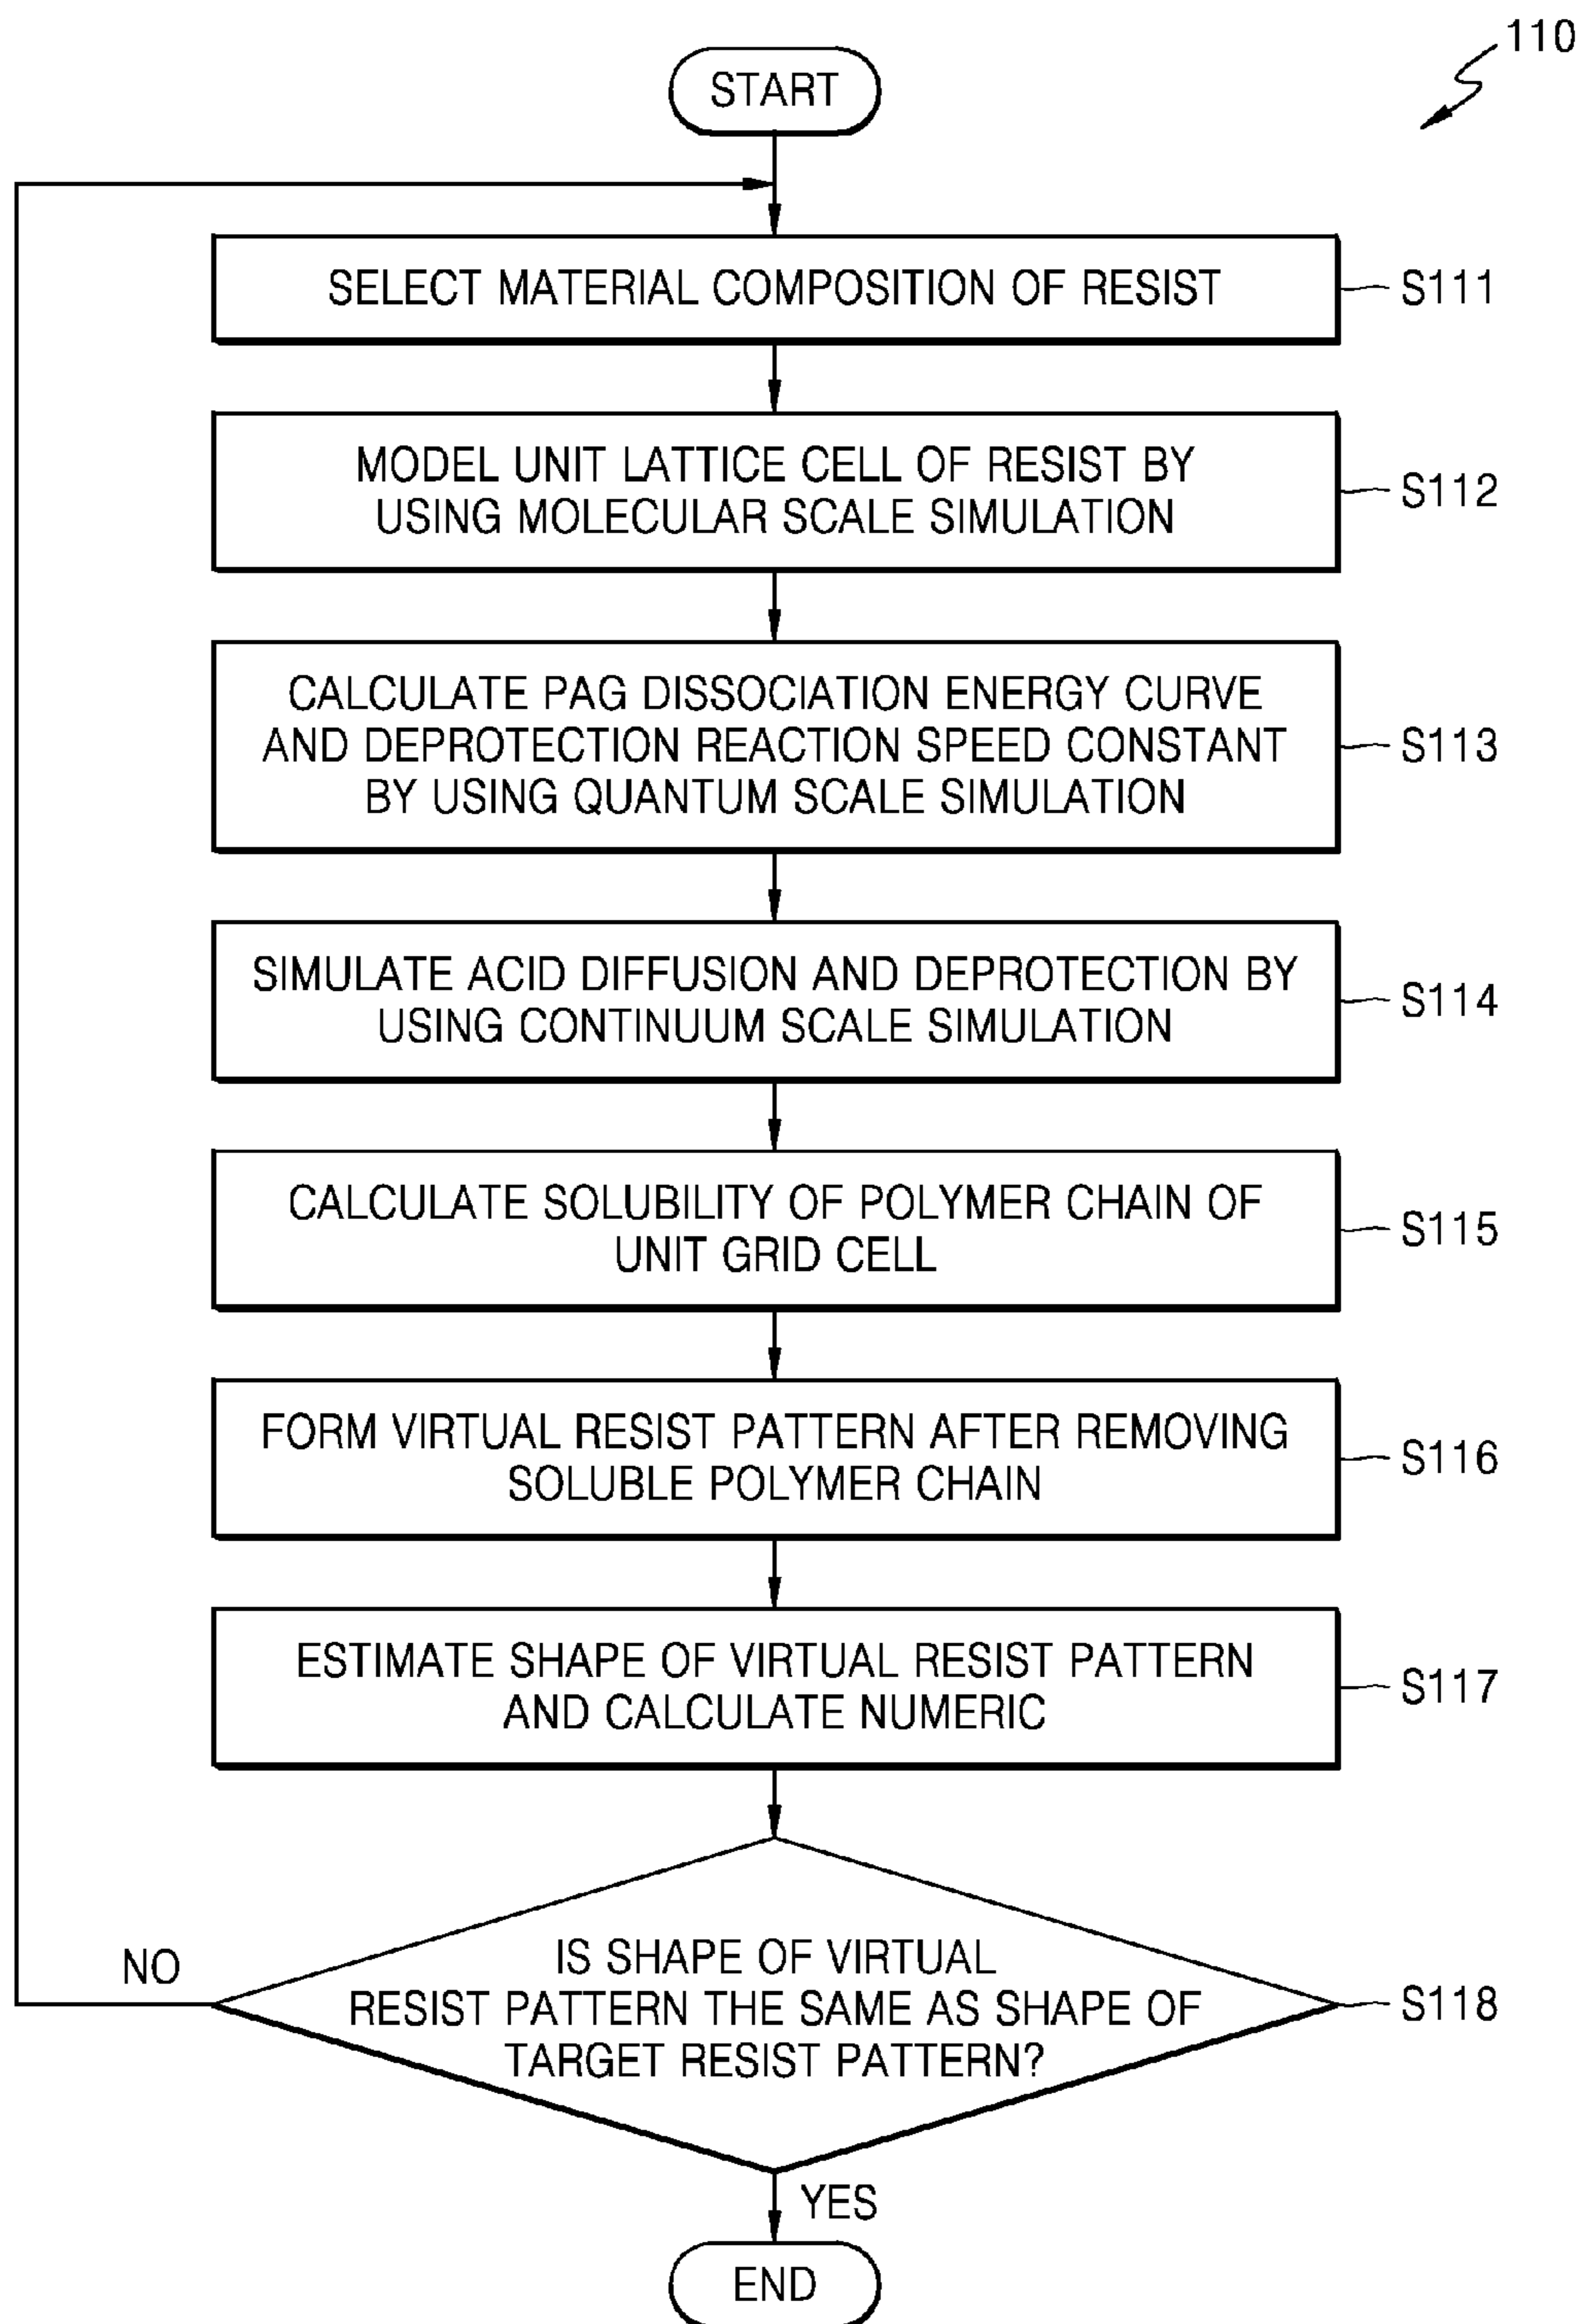 110
START
SELECT MATERIAL COMPOSITION OF RESIST
S111
MODEL UNIT LATTICE CELL OF RESIST BY
USING MOLECULAR SCALE SIMULATION
S112
CALCULATE PAG DISSOCIATION ENERGY CURVE
AND DEPROTECTION REACTION SPEED CONSTANT
BY USING QUANTUM SCALE SIMULATION
S113
SIMULATE ACID DIFFUSION AND DEPROTECTION BY
USING CONTINUUM SCALE SIMULATION
S114
CALCULATE SOLUBILITY OF POLYMER CHAIN OF
UNIT GRID CELL
S115
FORM VIRTUAL RESIST PATTERN AFTER REMOVING
SOLUBLE POLYMER CHAIN
S116
ESTIMATE SHAPE OF VIRTUAL RESIST PATTERN
AND CALCULATE NUMERIC
S117
NO
IS SHAPE OF VIRTUAL
RESIST PATTERN THE SAME AS SHAPE OF
TARGET RESIST PATTERN?
S118
YES
END